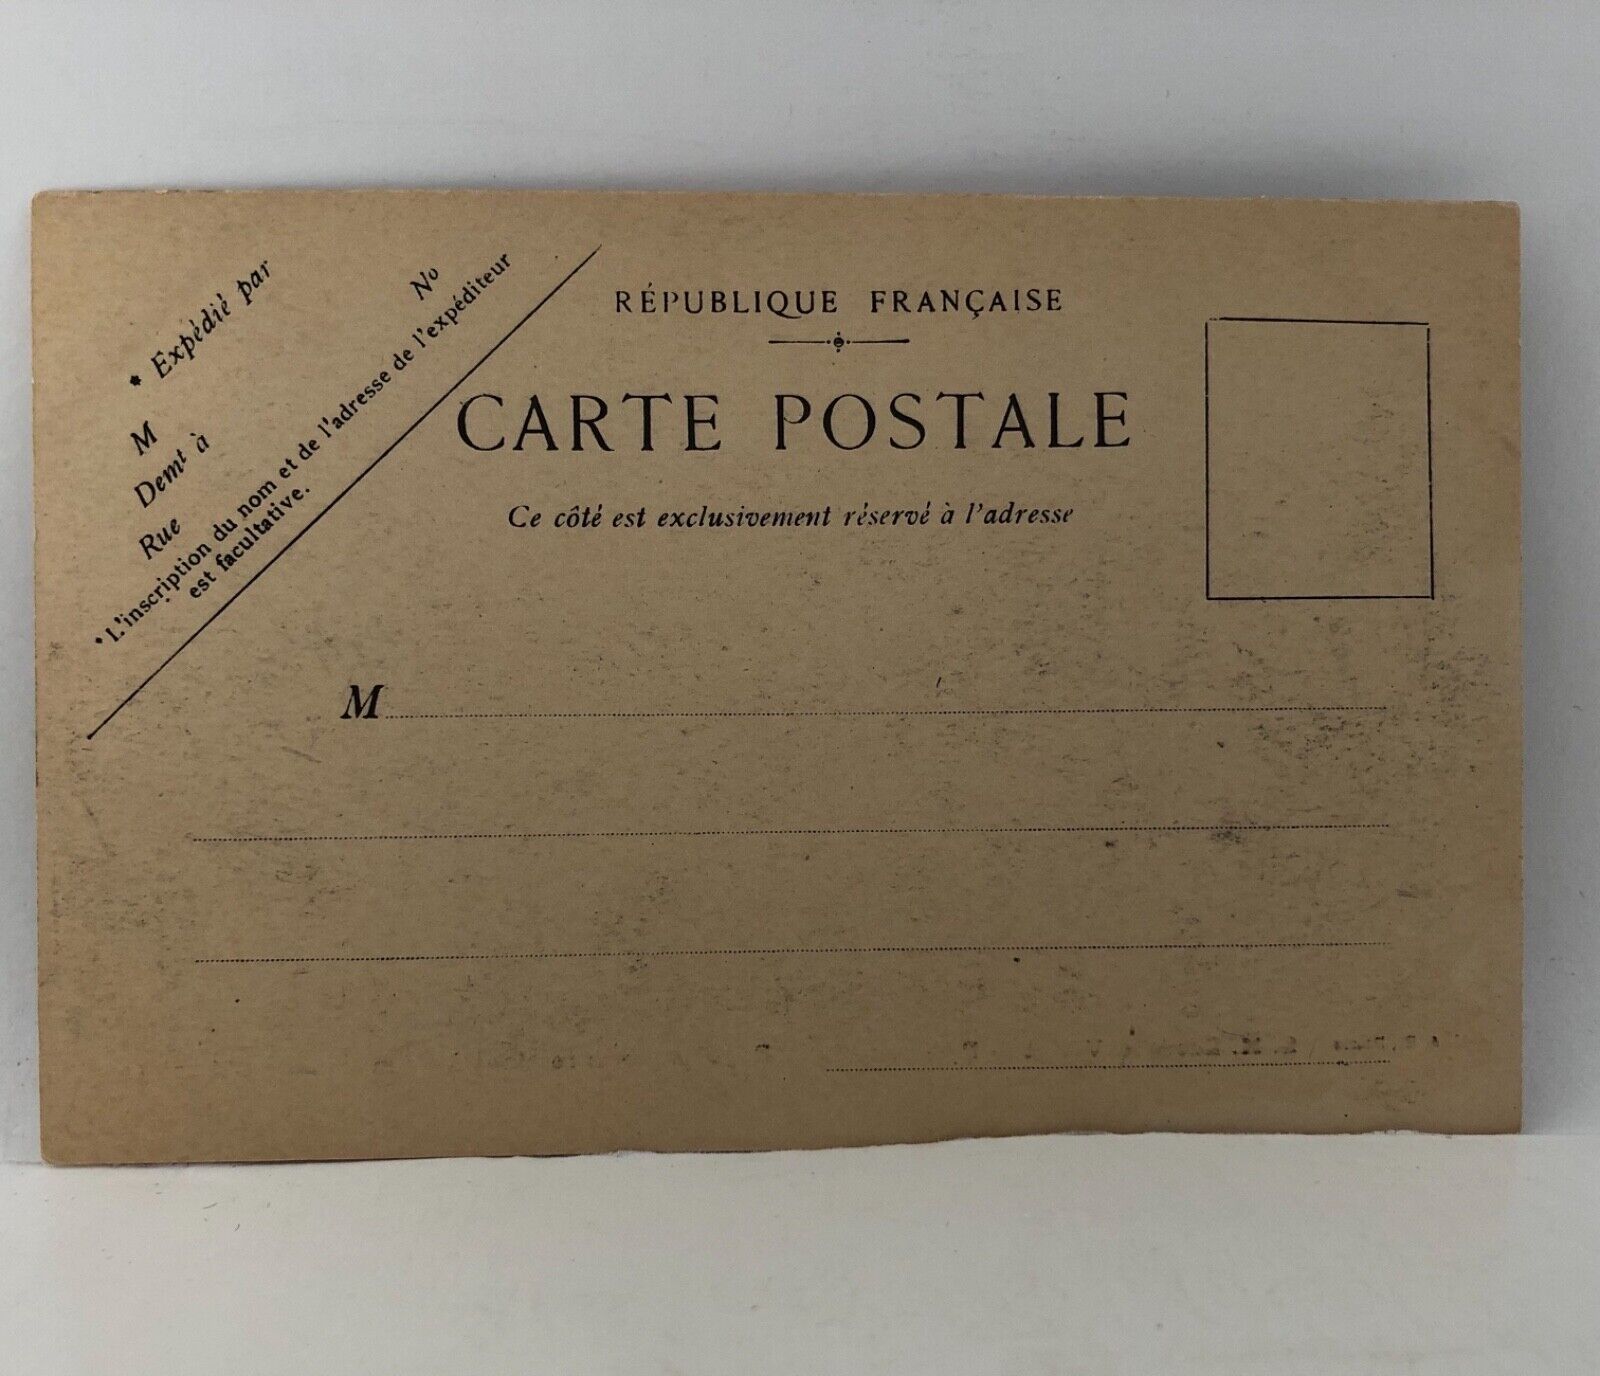 * Expédié par
M
Demt à
Rue No
* L'inscription du nom et de l'adresse de l'expéditeur
est facultative.
RÉPUBLIQUE FRANÇAISE
CARTE POSTALE
Ce côté est exclusivement réservé à l'adresse
M